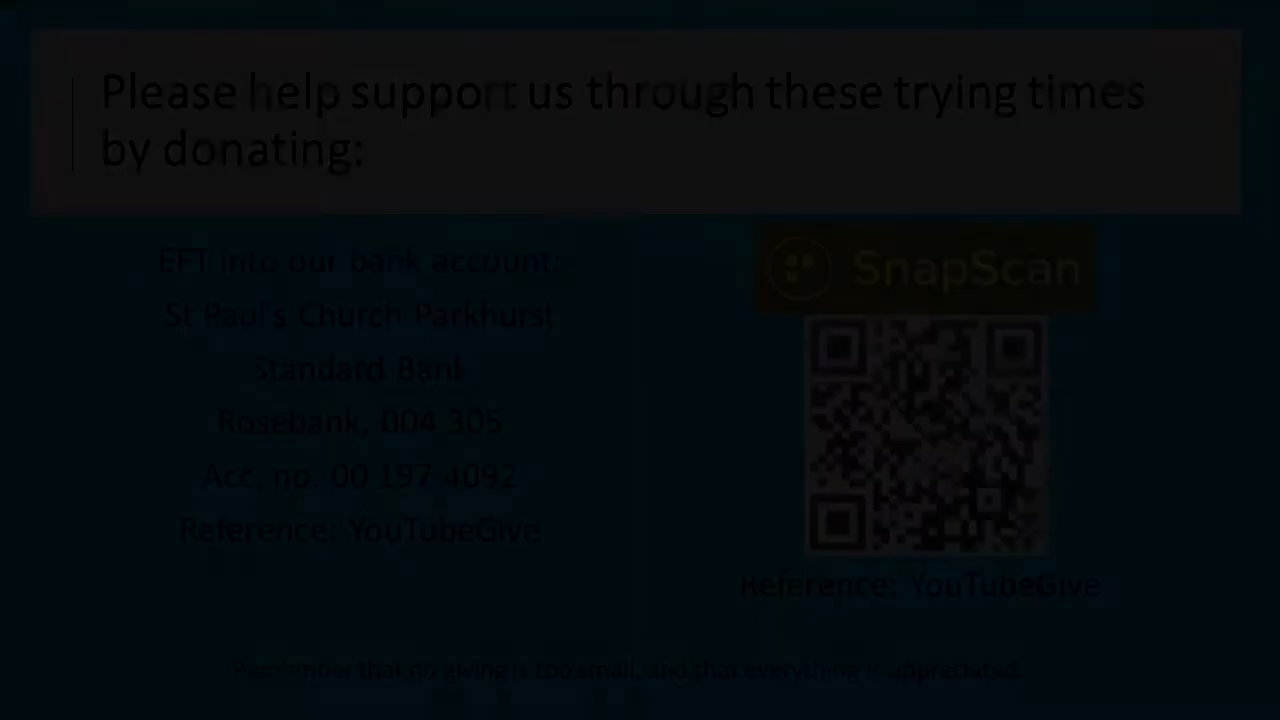 Please help support us through these trying times
by donating:
EFT into our bank account:
St Paul's Church Parkhurst
Standard Bank
Rosebank, 004 305
Acc. no. 00 197 4092
Reference: YouTubeGive
SnapScan
Reference: YouTubeGive
Remember that no giving is too small, and that everything is appreciated.